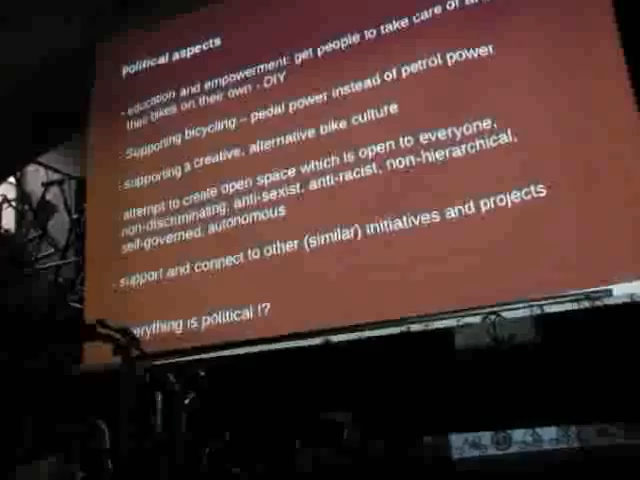 political aspects
- education and empowerment: get people to take care of
their bikes on their own - DIY
- Supporting bicycling – pedal power instead of petrol power
- supporting a creative, alternative bike culture
attempt to create open space which is open to everyone,
non-discriminating, anti-sexist, anti-racist, non-hierarchical,
self-governed, autonomous
- support and connect to other (similar) initiatives and projects
erything is political !?